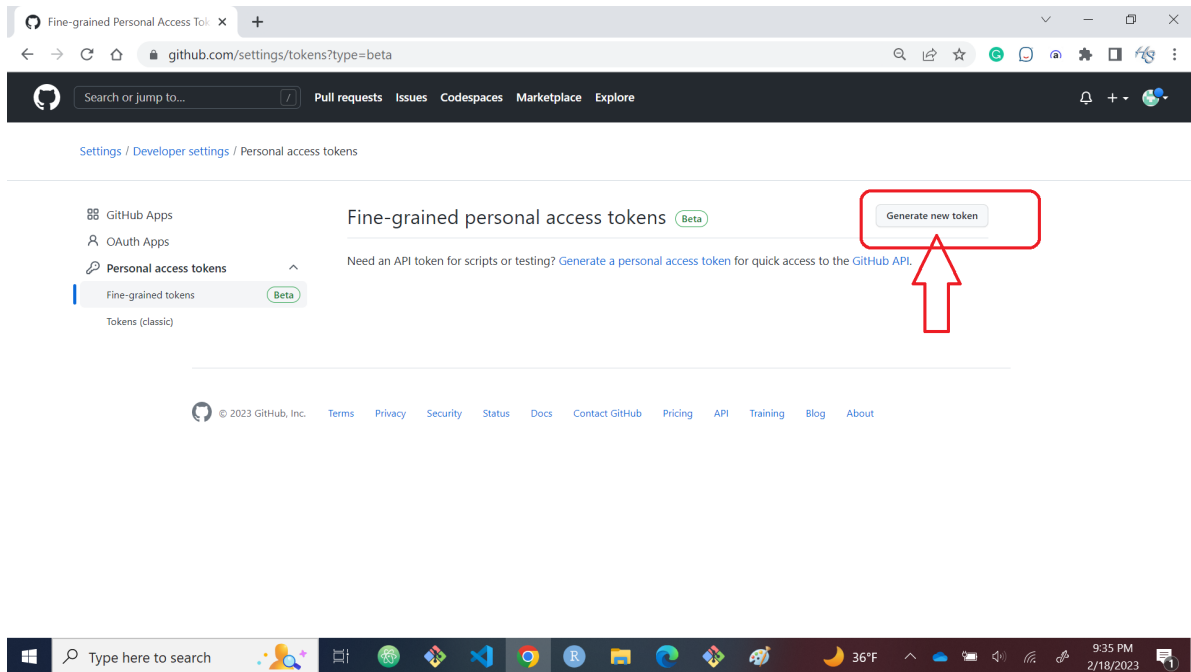 Fine-grained Personal Access Tok
github.com/settings/tokens?type=beta
Search or jump to... /
Pull requests Issues Codespaces Marketplace Explore
Settings / Developer settings / Personal access tokens
GitHub Apps
OAuth Apps
Personal access tokens
Fine-grained tokens Beta
Tokens (classic)
Fine-grained personal access tokens Beta
Generate new token
Need an API token for scripts or testing? Generate a personal access token for quick access to the GitHub API.
© 2023 GitHub, Inc. Terms Privacy Security Status Docs Contact GitHub Pricing API Training Blog About
Type here to search
36°F
9:35 PM
2/18/2023
1